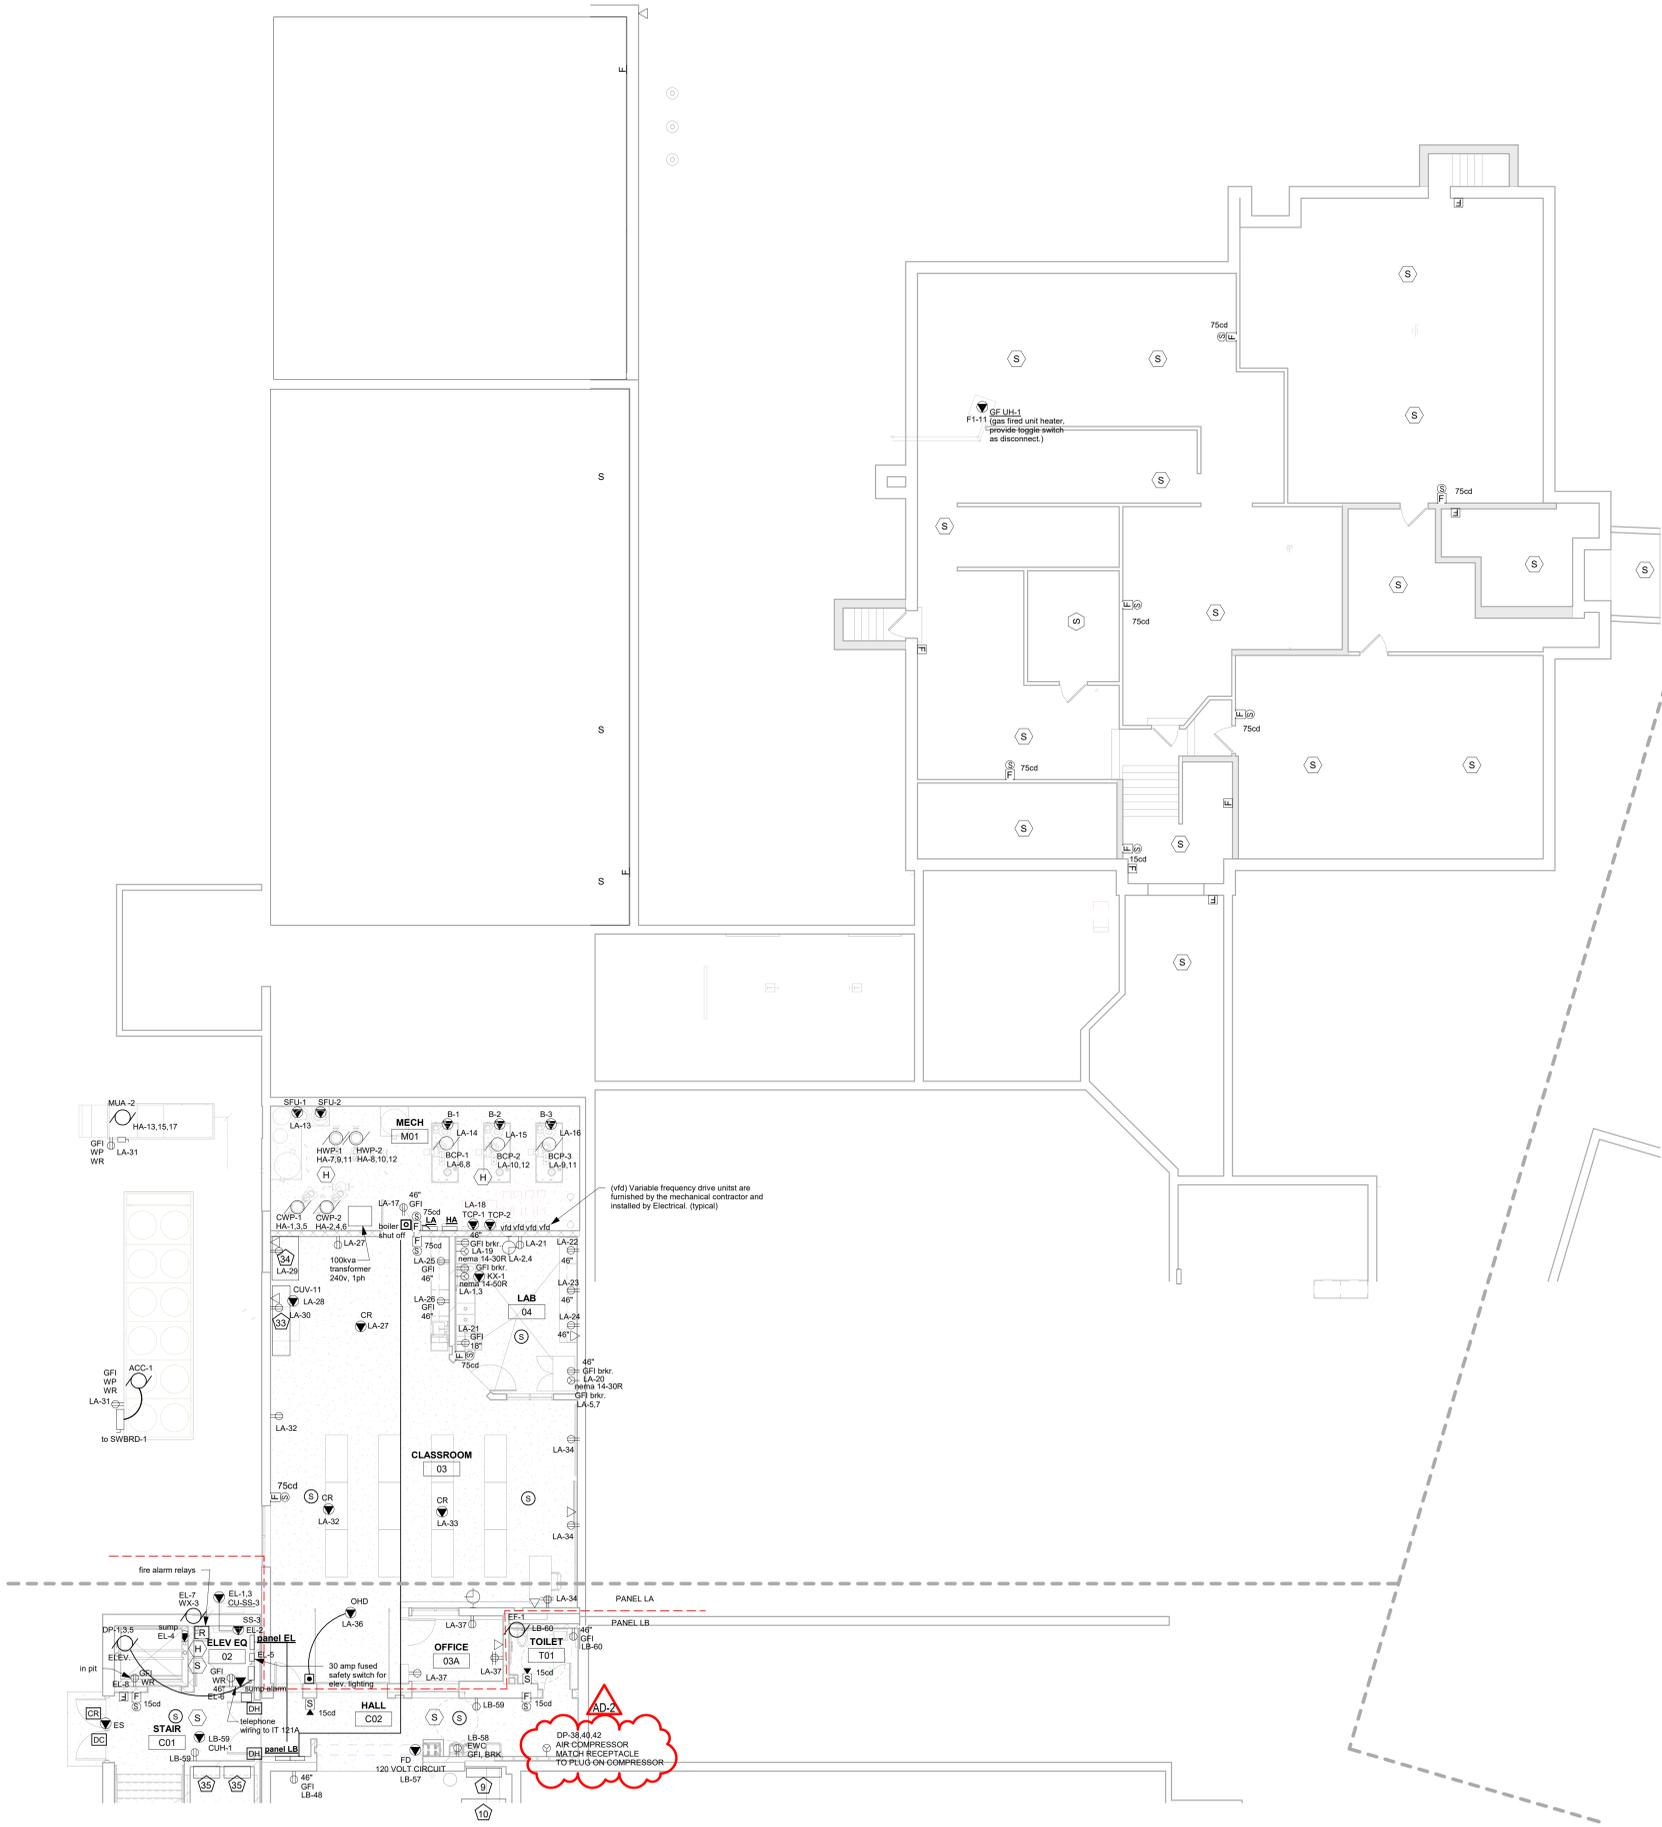 F
S
75cd
S
F
S
S
F1-11
GF UH-1
(gas fired unit heater,
provide toggle switch
as disconnect.)
S
S
S
S
S
F
75cd
F
S
S
S
S
S
F
S
75cd
S
F
F
S
75cd
S
S
75cd
F
S
S
F
S
S
F
S
15cd
F
S
F
F
S
S
MUA -2
HA-13,15,17
GFI
WP
WR
LA-31
SFU-1
SFU-2
LA-13
MECH
M01
B-1
LA-14
B-2
LA-15
B-3
LA-16
HWP-1
HA-7,9,11
HWP-2
HA-8,10,12
BCP-1
LA-6,8
BCP-2
LA-10,12
BCP-3
LA-9,11
H
H
(vfd) Variable frequency drive unitst are
furnished by the mechanical contractor and
installed by Electrical. (typical)
CWP-1
HA-1,3,5
CWP-2
HA-2,4,6
LA-17
46"
GFI
75cd
S
F
LA
HA
LA-18
TCP-1
TCP-2
vfd vfd vfd vfd
boiler
shut off
LA-27
100kva
transformer
240v, 1ph
F
S
75cd
46"
GFI brkr.
LA-19
nema 14-30R
LA-2,4
LA-21
LA-22
46"
34
LA-29
LA-25
GFI
46"
GFI brkr.
KX-1
nema 14-50R
LA-1,3
LA-23
46"
CUV-11
LA-28
LA-30
33
LA-26
GFI
46"
LAB
04
LA-24
46"
CR
LA-27
LA-21
GFI
18"
S
F
S
75cd
46"
GFI brkr.
LA-20
nema 14-30R
GFI brkr.
LA-5,7
ACC-1
GFI
WP
WR
LA-31
to SWBRD-1
LA-32
LA-34
CLASSROOM
03
75cd
F
S
S
CR
LA-32
CR
LA-33
S
LA-34
fire alarm relays
EL-7
WX-3
EL-1,3
CU-SS-3
OHD
LA-36
LA-34
PANEL LA
PANEL LB
DP-1,3,5
ELEV.
sump
EL-4
FR
SS-3
EL-2
panel EL
H
ELEV EQ
02
S
EL-5
LA-37
OFFICE
03A
LA-37
LA-37
EF-1
LB-60
TOILET
T01
46"
GFI
LB-60
in pit
GFI
WR
EL-8
GFI
WR
46"
EL-6
sump alarm
30 amp fused
safety switch for
elev. lighting
15cd
S
F
F
S
15cd
F
S
15cd
DH
S
15cd
HALL
C02
LB-59
S
S
AD-2
CR
ES
DC
S
S
STAIR
C01
LB-59
CUH-1
LB-59
telephone
wiring to IT 121A
DH
panel LB
FD
120 VOLT CIRCUIT
LB-57
LB-58
EWC
GFI, BRK
DP-38,40,42
AIR COMPRESSOR
MATCH RECEPTACLE
TO PLUG ON COMPRESSOR
35
35
46"
GFI
LB-48
9
10